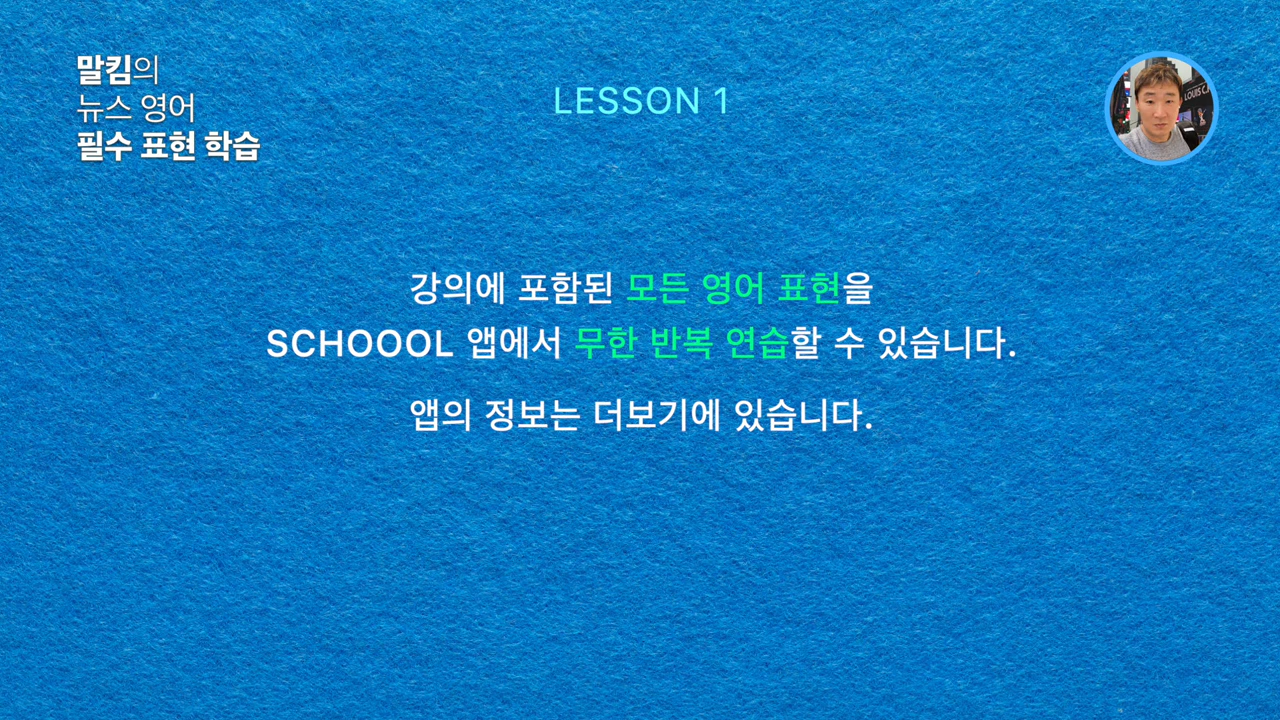 말킴의
뉴스 영어
필수 표현 학습
LESSON 1
LOUIS C.K
강의에 포함된 모든 영어 표현을
SCHOOOL 앱에서 무한 반복 연습할 수 있습니다.
앱의 정보는 더보기에 있습니다.